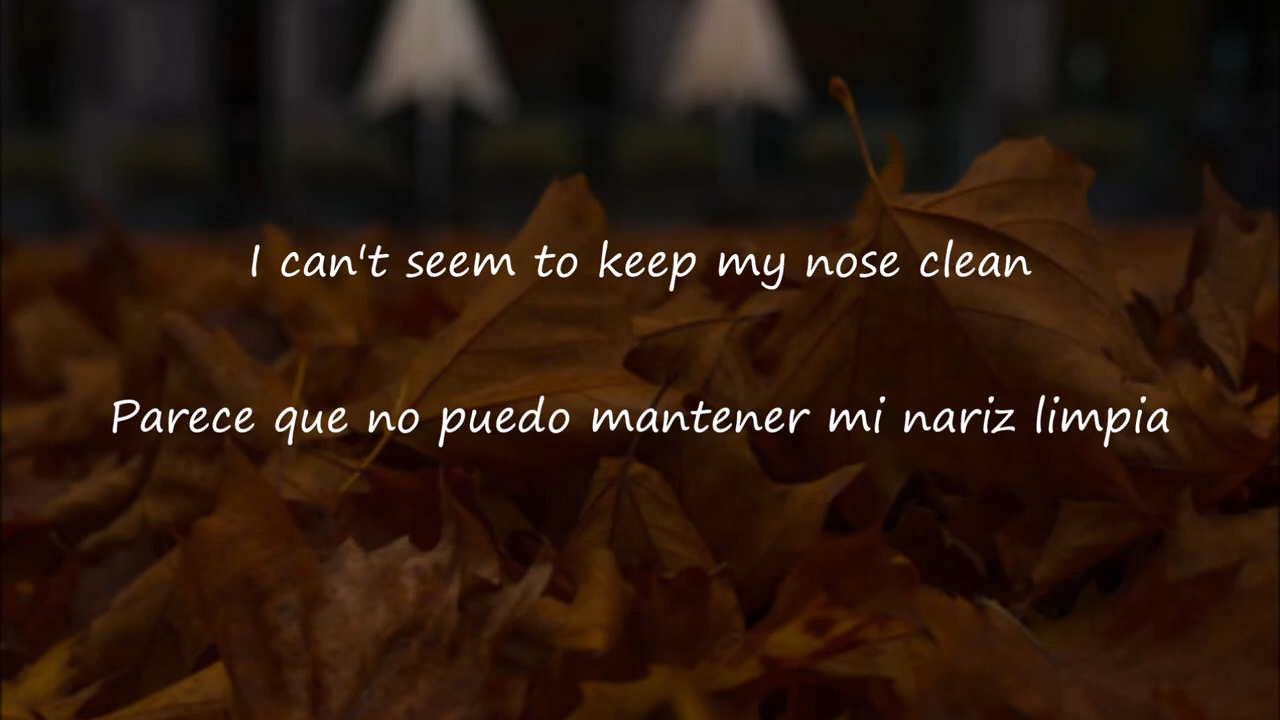 I can't seem to keep my nose clean
Parece que no puedo mantener mi nariz limpia